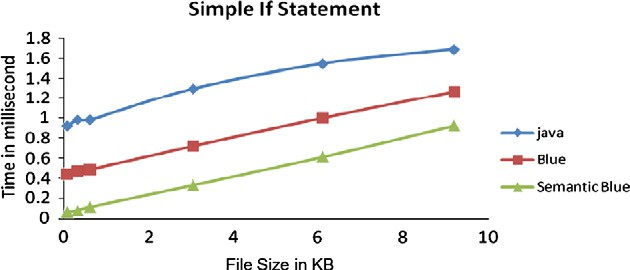 Simple If Statement
Time in millisecond
1.8
1.6
1.4
1.2
1
0.8
0.6
0.4
0.2
0
0 2 4 6 8 10
File Size in KB
java
Blue
Semantic Blue